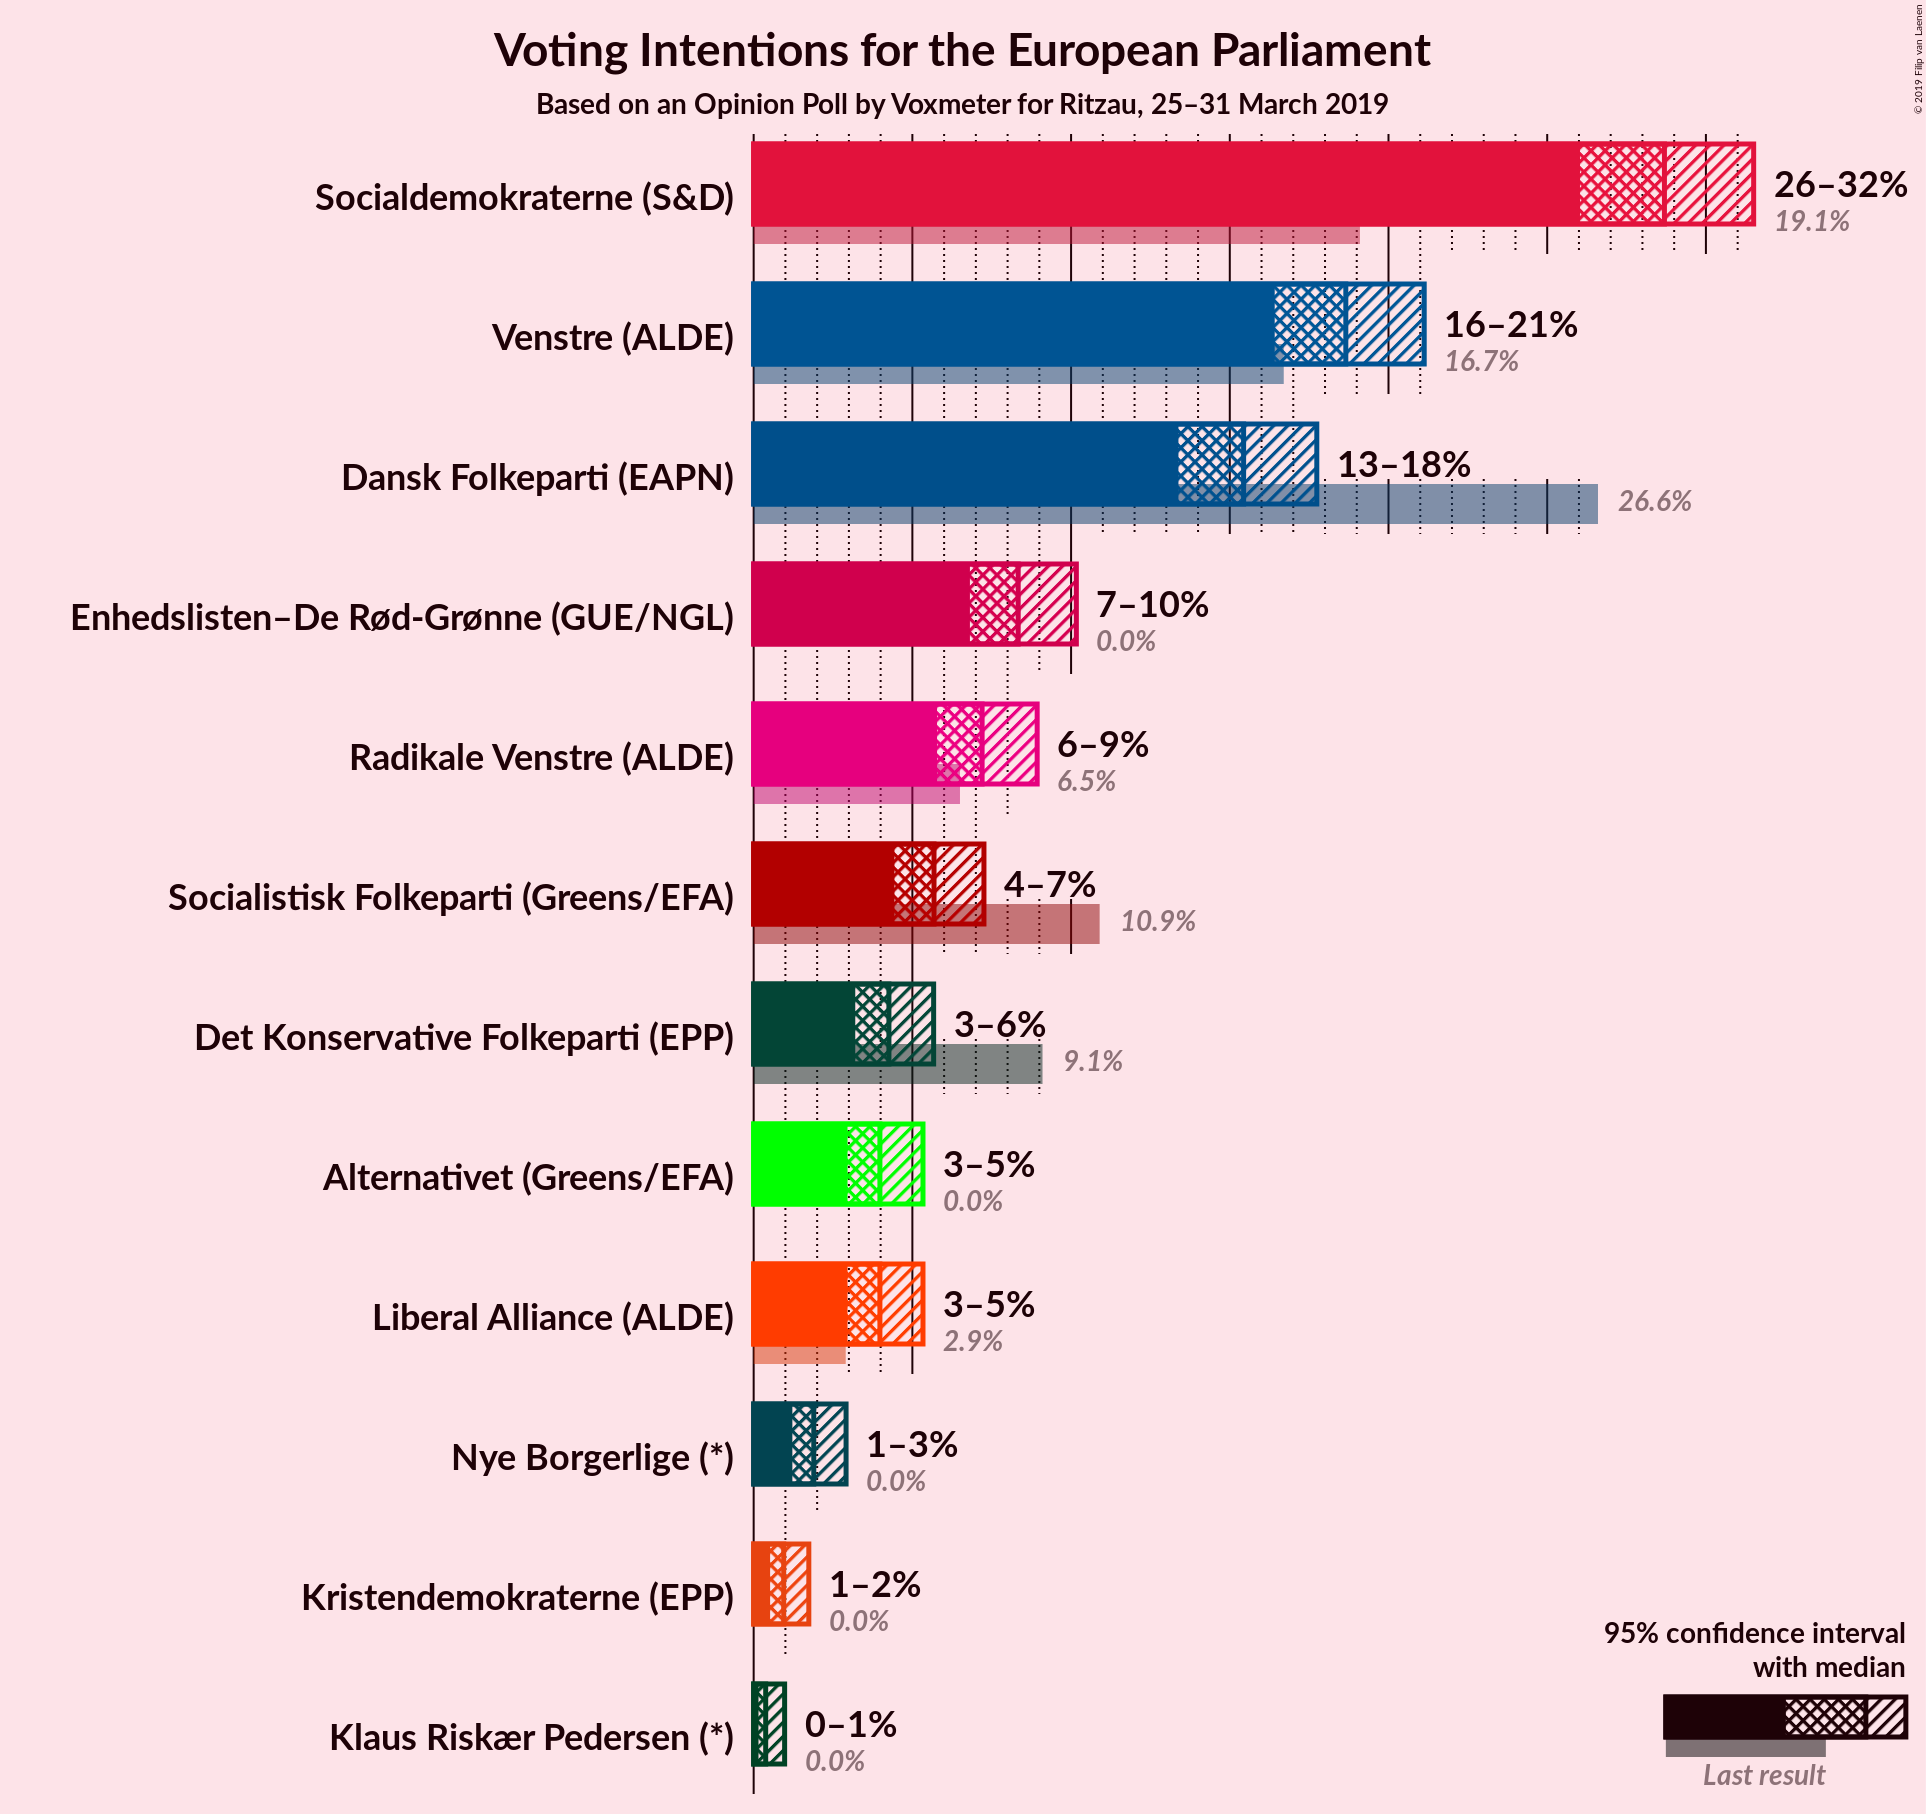 © 2019 Filip van Laenen
Voting Intentions for the European Parliament
Based on an Opinion Poll by Voxmeter for Ritzau, 25–31 March 2019
Socialdemokraterne (S&D)
26–32%
19.1%
Venstre (ALDE)
16–21%
16.7%
Dansk Folkeparti (EAPN)
13–18%
26.6%
Enhedslisten–De Rød-Grønne (GUE/NGL)
7–10%
0.0%
Radikale Venstre (ALDE)
6–9%
6.5%
Socialistisk Folkeparti (Greens/EFA)
4–7%
10.9%
Det Konservative Folkeparti (EPP)
3–6%
9.1%
Alternativet (Greens/EFA)
3–5%
0.0%
Liberal Alliance (ALDE)
3–5%
2.9%
Nye Borgerlige (*)
1–3%
0.0%
Kristendemokraterne (EPP)
1–2%
0.0%
Klaus Riskær Pedersen (*)
0–1%
0.0%
95% confidence interval
with median
Last result